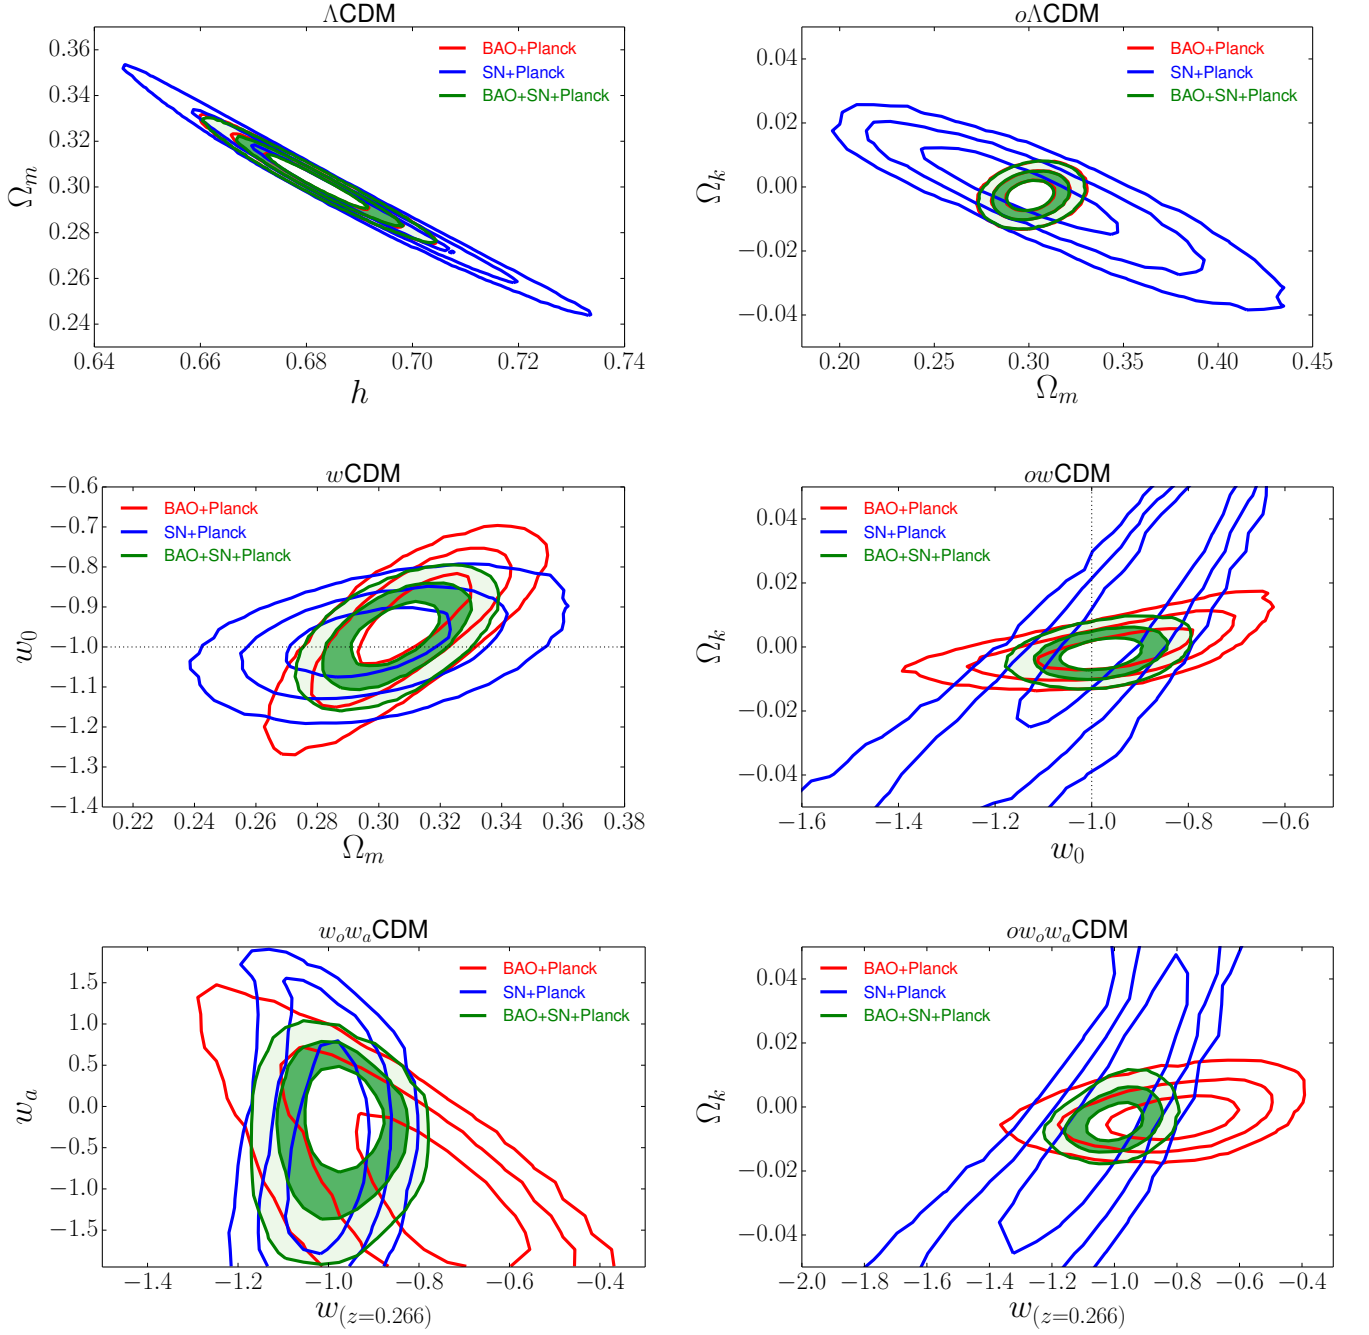 ΛCDM
0.36
0.34
0.32
0.30
0.28
0.26
0.24
Ω_m
BAO+Planck
SN+Planck
BAO+SN+Planck
0.64 0.66 0.68 0.70 0.72 0.74
h
oΛCDM
0.04
0.02
0.00
−0.02
−0.04
Ω_k
BAO+Planck
SN+Planck
BAO+SN+Planck
0.20 0.25 0.30 0.35 0.40 0.45
Ω_m
wCDM
−0.6
−0.7
−0.8
−0.9
−1.0
−1.1
−1.2
−1.3
−1.4
w_0
BAO+Planck
SN+Planck
BAO+SN+Planck
0.22 0.24 0.26 0.28 0.30 0.32 0.34 0.36 0.38
Ω_m
owCDM
0.04
0.02
0.00
−0.02
−0.04
Ω_k
BAO+Planck
SN+Planck
BAO+SN+Planck
−1.6 −1.4 −1.2 −1.0 −0.8 −0.6
w_0
w_ow_aCDM
1.5
1.0
0.5
0.0
−0.5
−1.0
−1.5
w_a
BAO+Planck
SN+Planck
BAO+SN+Planck
−1.4 −1.2 −1.0 −0.8 −0.6 −0.4
w_(z=0.266)
ow_ow_aCDM
0.04
0.02
0.00
−0.02
−0.04
Ω_k
BAO+Planck
SN+Planck
BAO+SN+Planck
−2.0 −1.8 −1.6 −1.4 −1.2 −1.0 −0.8 −0.6 −0.4
w_(z=0.266)